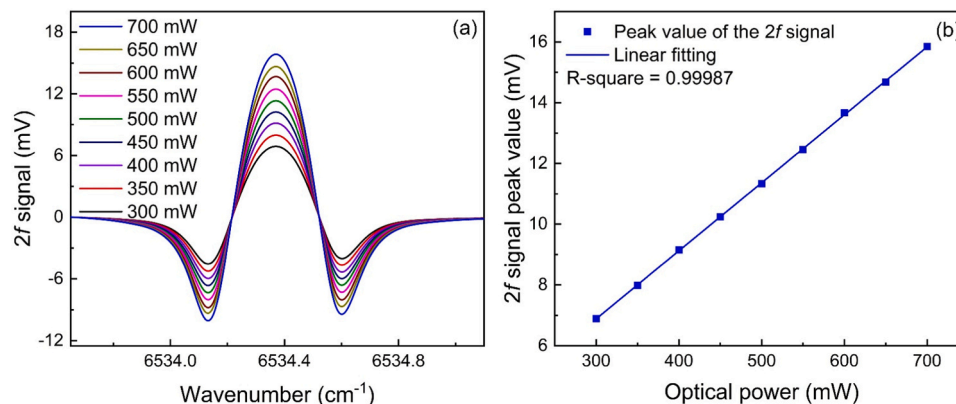 (a)
700 mW
650 mW
600 mW
550 mW
500 mW
450 mW
400 mW
350 mW
300 mW
18
12
6
0
-6
-12
2f signal (mV)
6534.0
6534.4
6534.8
Wavenumber (cm⁻¹)
(b)
Peak value of the 2f signal
Linear fitting
R-square = 0.99987
16
14
12
10
8
6
2f signal peak value (mV)
300
400
500
600
700
Optical power (mW)